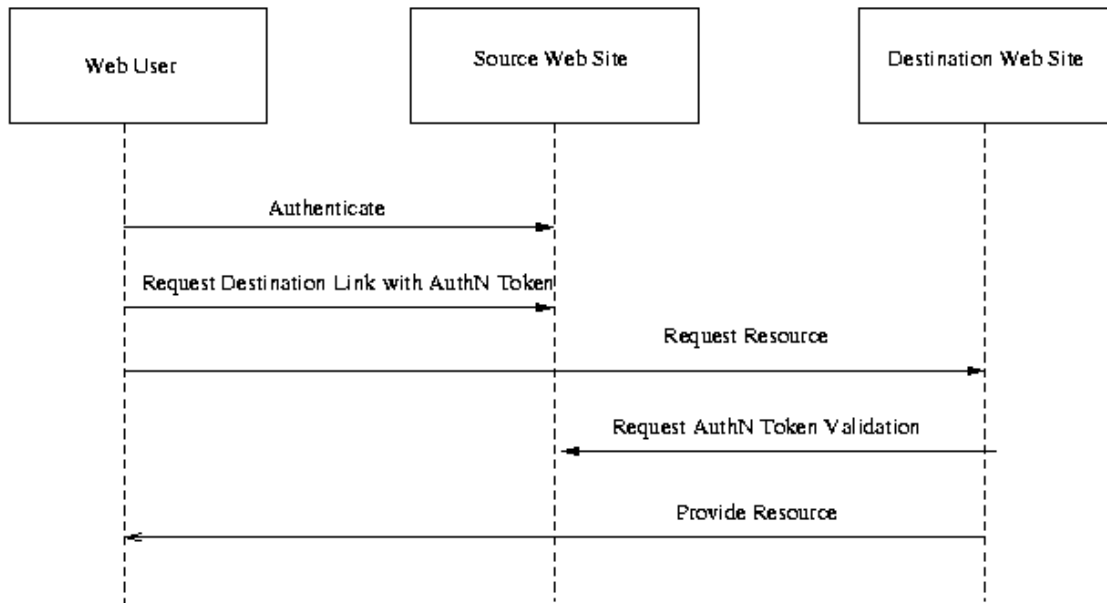 Web User
Source Web Site
Destination Web Site
Authenticate
Request Destination Link with AuthN Token
Request Resource
Request AuthN Token Validation
Provide Resource